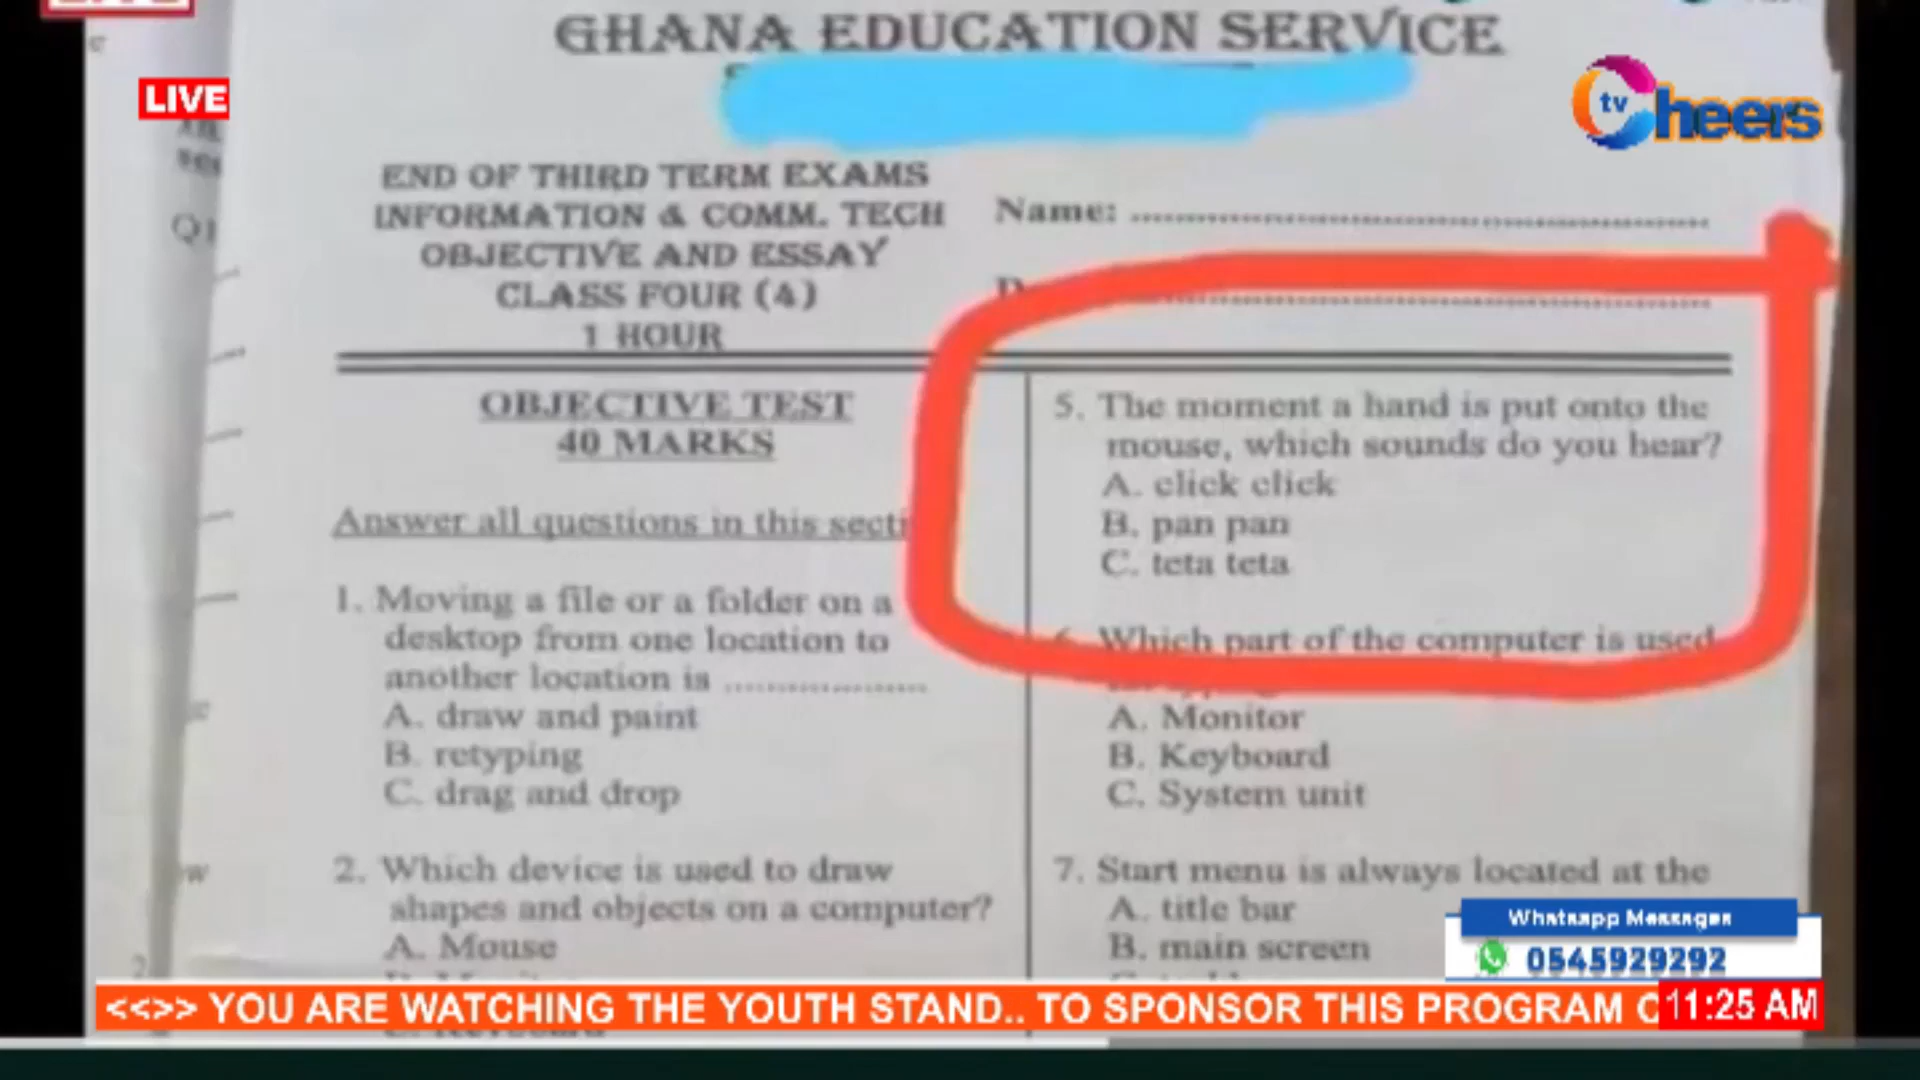 GHANA EDUCATION SERVICE
LIVE
tv Cheers
END OF THIRD TERM EXAMS
INFORMATION & COMM. TECH
OBJECTIVE AND ESSAY
CLASS FOUR (4)
1 HOUR
Name: ..........................
OBJECTIVE TEST
40 MARKS
Answer all questions in this secti
1. Moving a file or a folder on a
desktop from one location to
another location is ..................
A. draw and paint
B. retyping
C. drag and drop
2. Which device is used to draw
shapes and objects on a computer?
A. Mouse
C. Keyboard
5. The moment a hand is put onto the
mouse, which sounds do you hear?
A. click click
B. pan pan
C. teta teta
6. Which part of the computer is used
A. Monitor
B. Keyboard
C. System unit
7. Start menu is always located at the
A. title bar
B. main screen
Whatsapp Messages
0545929292
<<>> YOU ARE WATCHING THE YOUTH STAND.. TO SPONSOR THIS PROGRAM C
11:25 AM